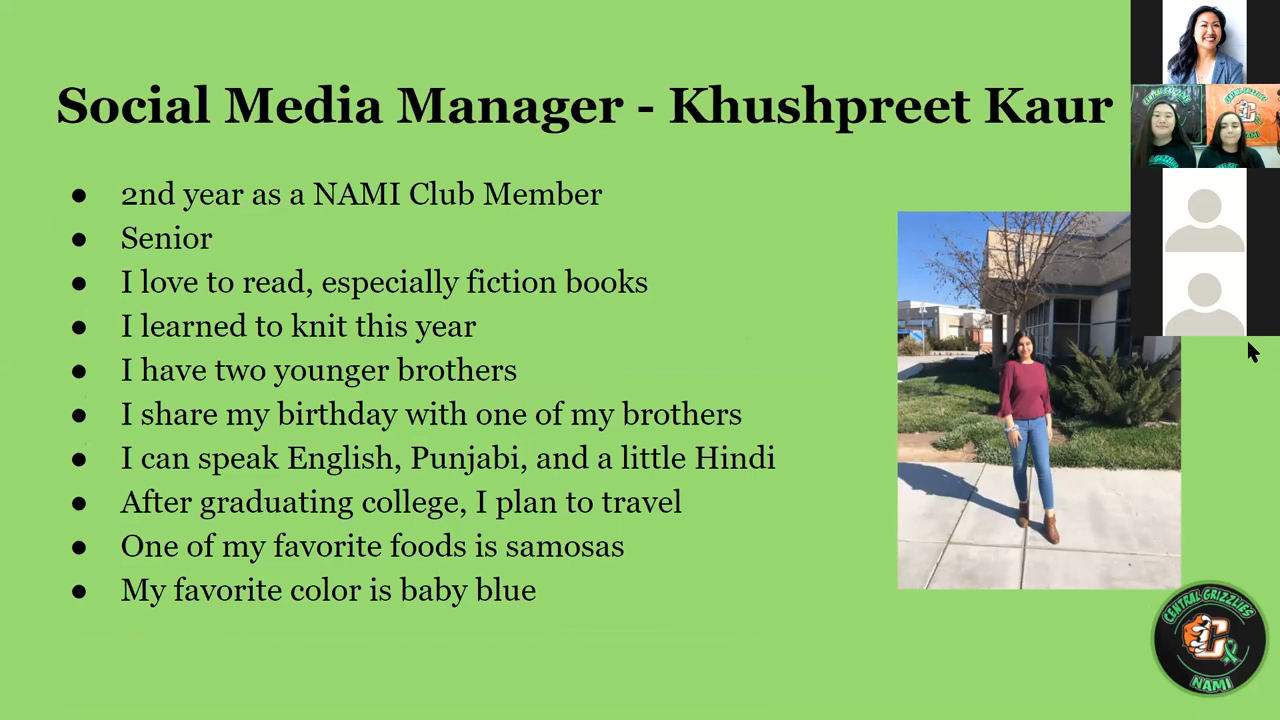 Social Media Manager - Khushpreet Kaur
● 2nd year as a NAMI Club Member
● Senior
● I love to read, especially fiction books
● I learned to knit this year
● I have two younger brothers
● I share my birthday with one of my brothers
● I can speak English, Punjabi, and a little Hindi
● After graduating college, I plan to travel
● One of my favorite foods is samosas
● My favorite color is baby blue
CENTRAL GRIZZLIES
C
NAMI